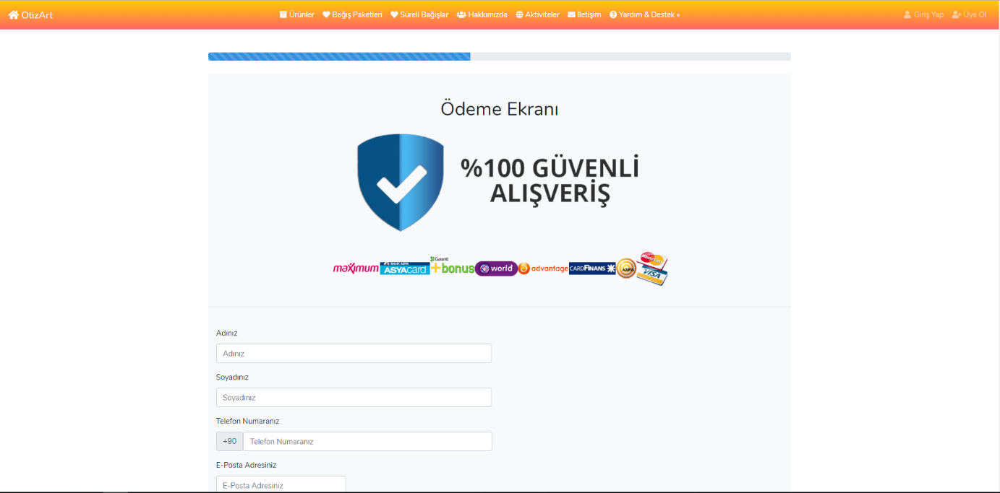 OtizArt
Ürünler Bağış Paketleri Süreli Bağışlar Hakkımızda Aktiviteler İletişim Yardım & Destek »
Giriş Yap Üye Ol
Ödeme Ekranı
%100 GÜVENLİ
ALIŞVERİŞ
maximum BANK ASYA ASYACARD Garanti +bonus world advantage CARDFINANS AXESS MasterCard VISA
Adınız
Adınız
Soyadınız
Soyadınız
Telefon Numaranız
+90 Telefon Numaranız
E-Posta Adresiniz
E-Posta Adresiniz